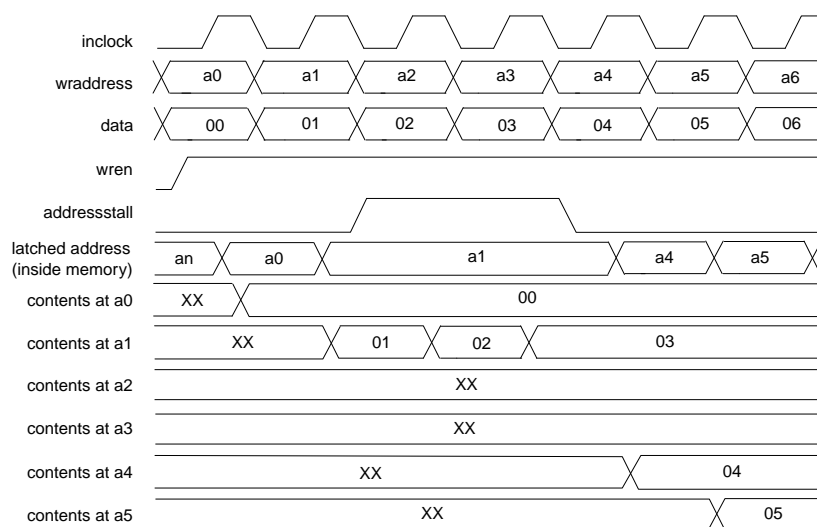 inclock
wraddress a0 a1 a2 a3 a4 a5 a6
data 00 01 02 03 04 05 06
wren
addressstall
latched address
(inside memory) an a0 a1 a4 a5
contents at a0 XX 00
contents at a1 XX 01 02 03
contents at a2 XX
contents at a3 XX
contents at a4 XX 04
contents at a5 XX 05